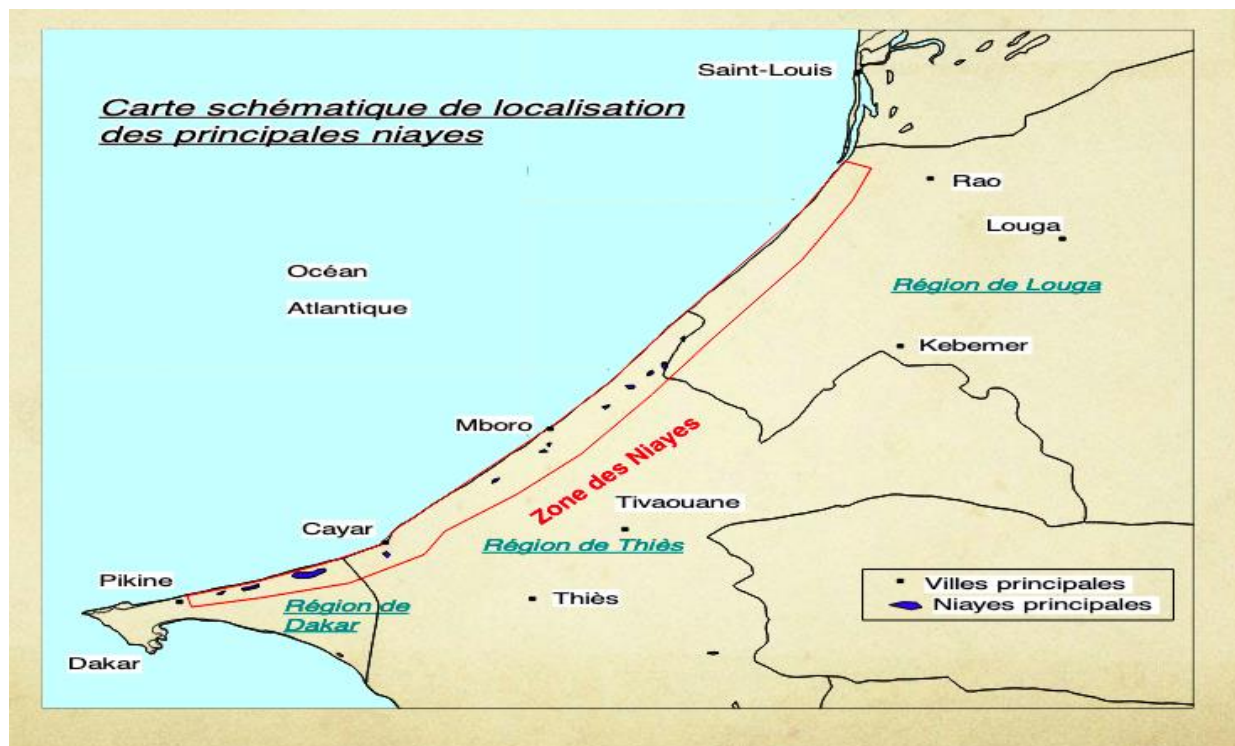 Saint-Louis
Carte schématique de localisation
des principales niayes
Rao
Louga
Océan
Atlantique
Région de Louga
Kebemer
Mboro
Zone des Niayes
Tivaouane
Cayar
Région de Thiès
Pikine
Villes principales
Niayes principales
Thiès
Région de
Dakar
Dakar